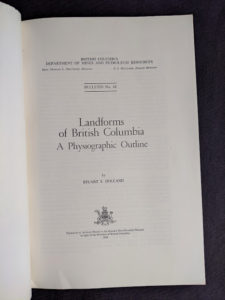 BRITISH COLUMBIA
DEPARTMENT OF MINES AND PETROLEUM RESOURCES
BULLETIN No. 48
Landforms
of British Columbia
A Physiographic Outline
by
STUART S. HOLLAND